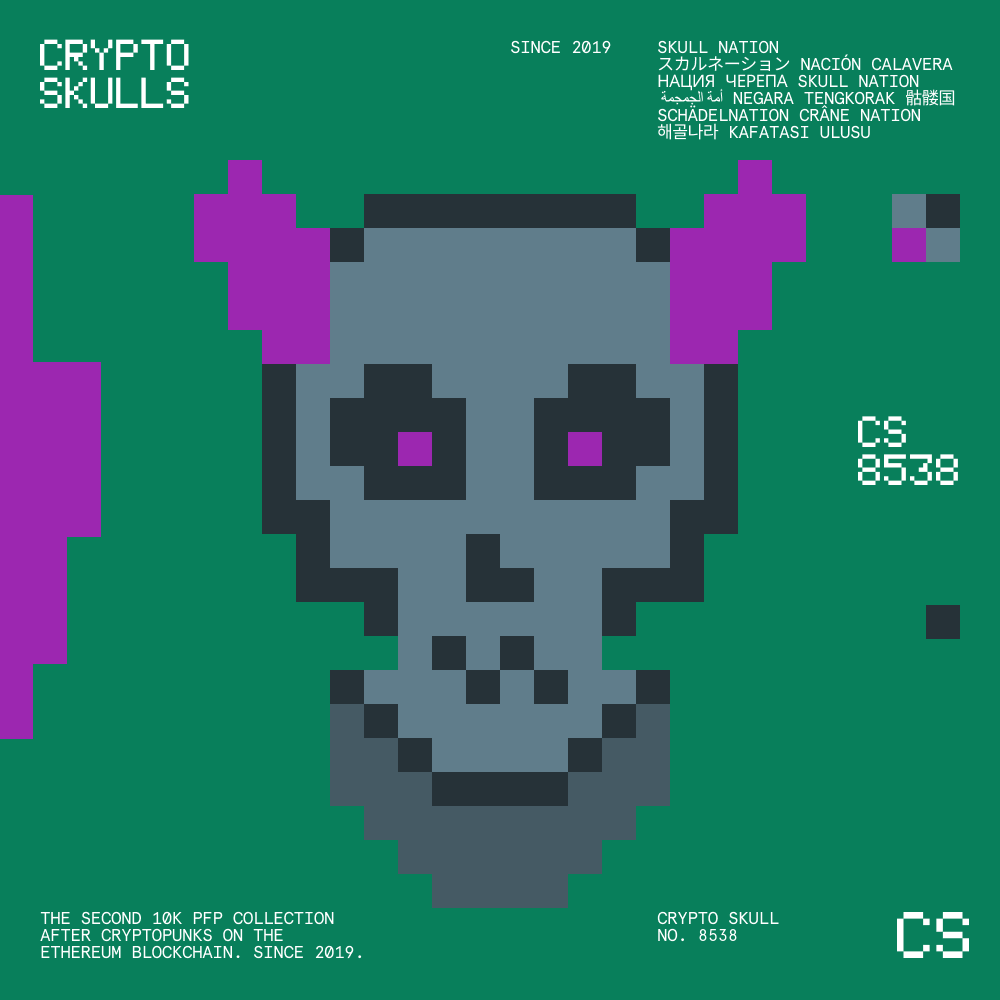 CRYPTO
SKULLS
SINCE 2019
SKULL NATION
スカルネーション NACIÓN CALAVERA
НАЦИЯ ЧЕРЕПА SKULL NATION
أمة الجمجمة NEGARA TENGKORAK 骷髅国
SCHÄDELNATION CRÂNE NATION
해골나라 KAFATASI ULUSU
CS
8538
THE SECOND 10K PFP COLLECTION
AFTER CRYPTOPUNKS ON THE
ETHEREUM BLOCKCHAIN. SINCE 2019.
CRYPTO SKULL
NO. 8538
CS